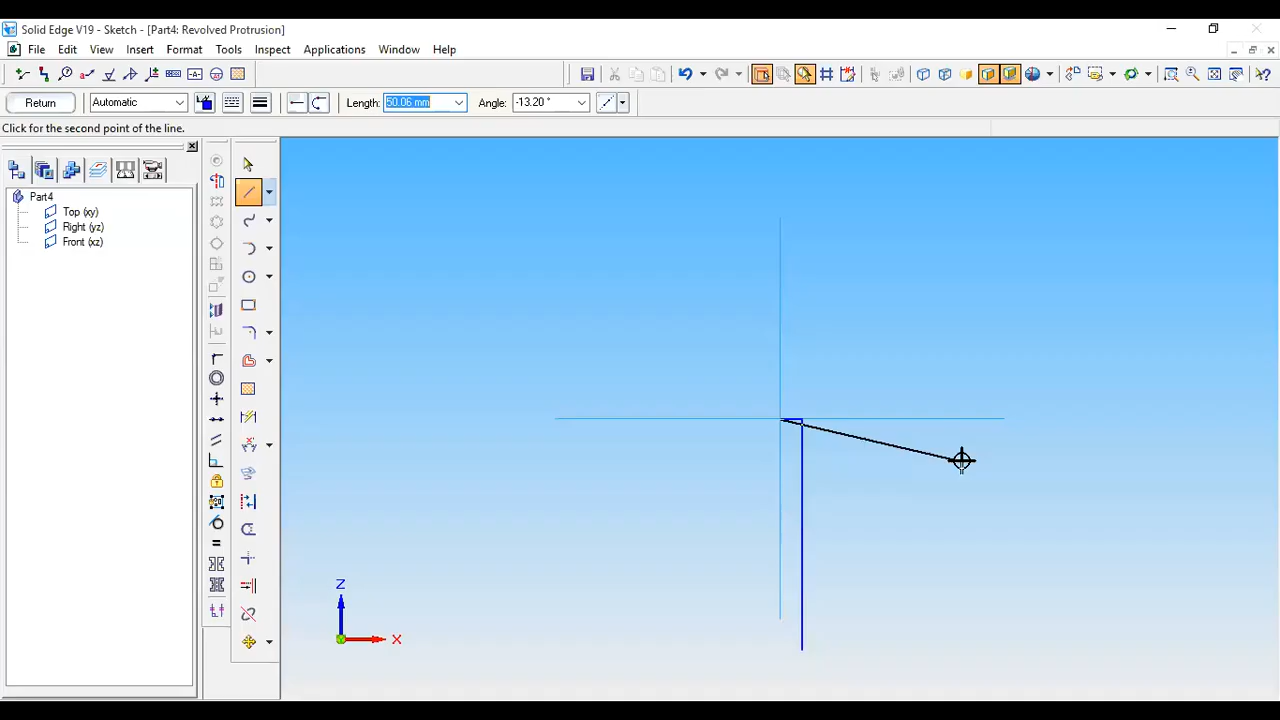 Solid Edge V19 - Sketch - [Part4: Revolved Protrusion]
File Edit View Insert Format Tools Inspect Applications Window Help
Return Automatic Length: 50.06 mm Angle: -13.20 °
Click for the second point of the line.
Part4
Top (xy)
Right (yz)
Front (xz)
Z
X